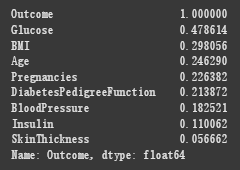 Outcome 1.000000
Glucose 0.478614
BMI 0.298056
Age 0.246290
Pregnancies 0.226382
DiabetesPedigreeFunction 0.213872
BloodPressure 0.182521
Insulin 0.110062
SkinThickness 0.056662
Name: Outcome, dtype: float64